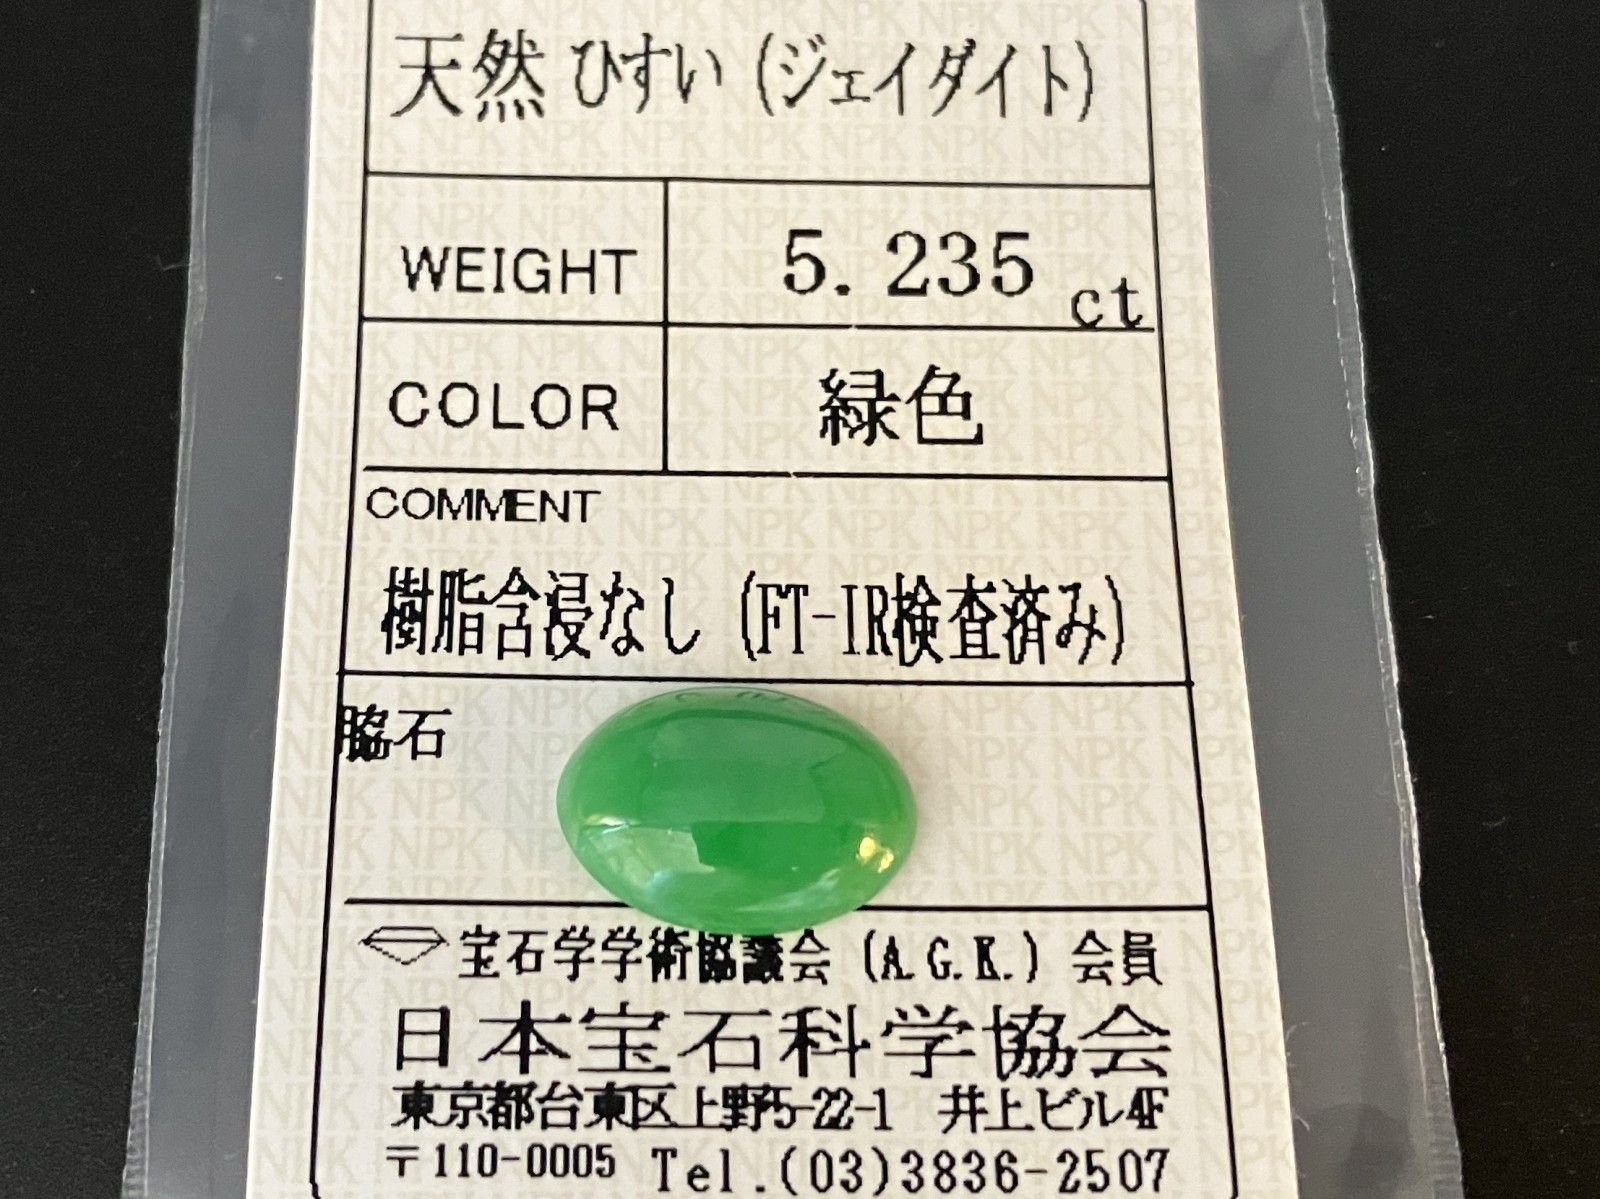 天然 ひすい (ジェイダイト)
WEIGHT 5.235 ct
COLOR 緑色
COMMENT
樹脂含浸なし (FT-IR検査済み)
脇石
宝石学学術協議会 (A.G.K.) 会員
日本宝石科学協会
東京都台東区上野5-22-1 井上ビル4F
〒110-0005 Tel.(03)3836-2507